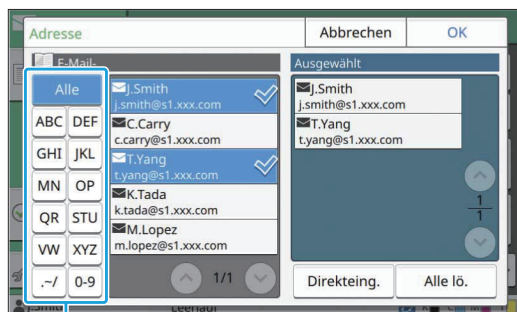 Adresse
Abbrechen
OK
E-Mail-
Ausgewählt
Alle
ABC DEF
GHI JKL
MN OP
QR STU
VW XYZ
.~/ 0-9
J.Smith
j.smith@s1.xxx.com
C.Carry
c.carry@s1.xxx.com
T.Yang
t.yang@s1.xxx.com
K.Tada
k.tada@s1.xxx.com
M.Lopez
m.lopez@s1.xxx.com
1/1
J.Smith
j.smith@s1.xxx.com
T.Yang
t.yang@s1.xxx.com
1
1
Direkteing.
Alle lö.
J.Smith
Leerlauf